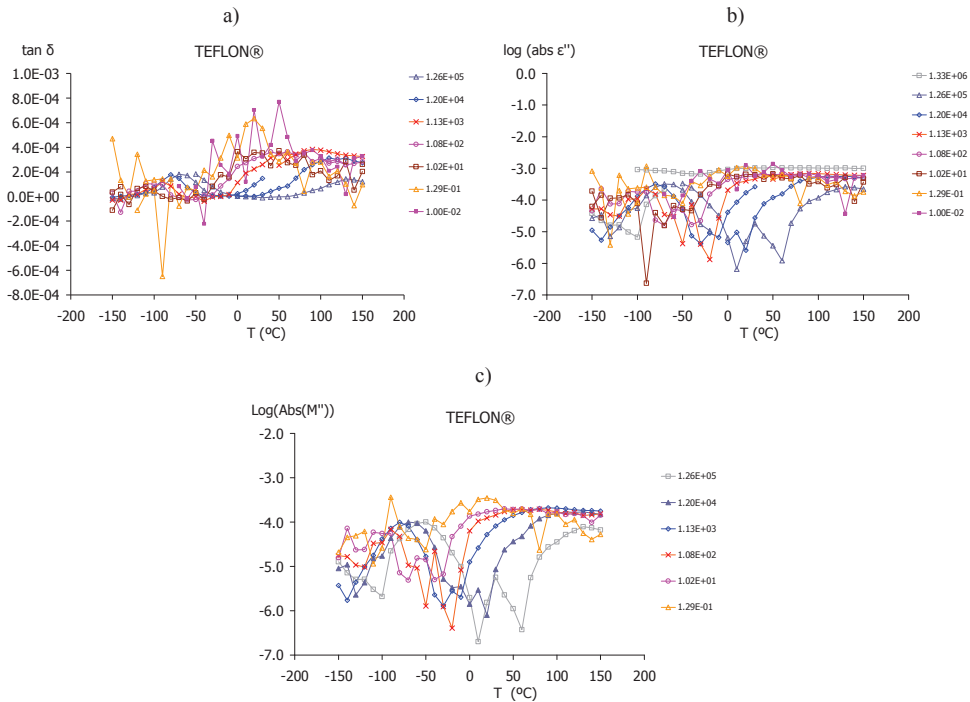 a)
tan δ
TEFLON®
1.0E-03
8.0E-04
6.0E-04
4.0E-04
2.0E-04
0.0E+00
-2.0E-04
-4.0E-04
-6.0E-04
-8.0E-04
-200 -150 -100 -50 0 50 100 150 200
T (ºC)
1.26E+05
1.20E+04
1.13E+03
1.08E+02
1.02E+01
1.29E-01
1.00E-02
b)
log (abs ε'')
TEFLON®
0.0
-1.0
-2.0
-3.0
-4.0
-5.0
-6.0
-7.0
-200 -150 -100 -50 0 50 100 150 200
T (ºC)
1.33E+06
1.26E+05
1.20E+04
1.13E+03
1.08E+02
1.02E+01
1.29E-01
1.00E-02
c)
Log(Abs(M''))
TEFLON®
-2.0
-3.0
-4.0
-5.0
-6.0
-7.0
-200 -150 -100 -50 0 50 100 150 200
T (ºC)
1.26E+05
1.20E+04
1.13E+03
1.08E+02
1.02E+01
1.29E-01